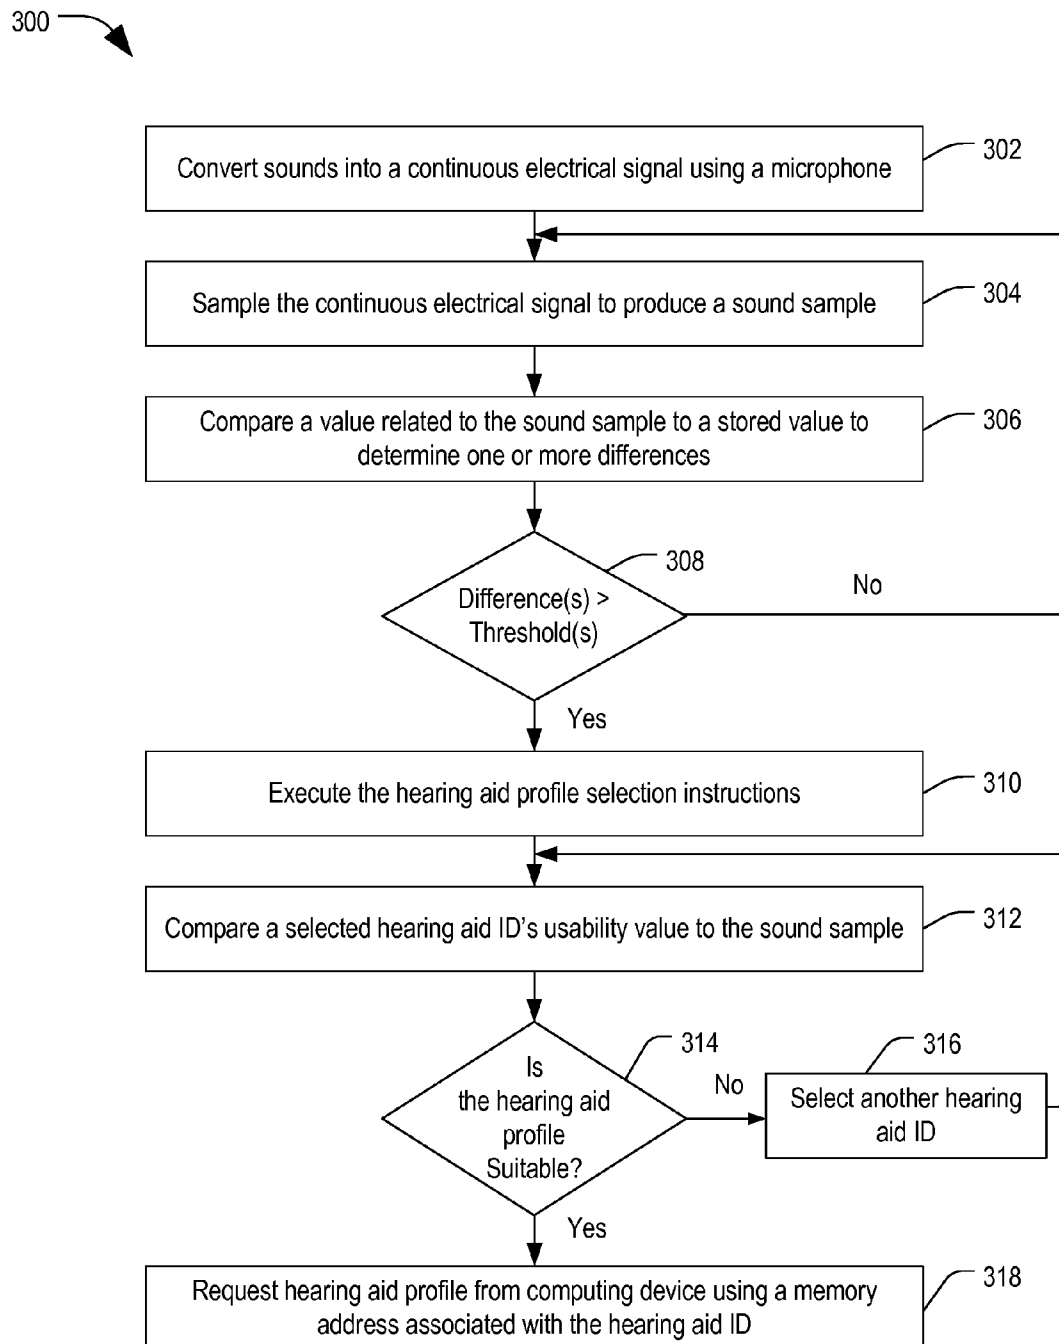 300
Convert sounds into a continuous electrical signal using a microphone
302
Sample the continuous electrical signal to produce a sound sample
304
Compare a value related to the sound sample to a stored value to
determine one or more differences
306
308
Difference(s) >
Threshold(s)
No
Yes
Execute the hearing aid profile selection instructions
310
Compare a selected hearing aid ID's usability value to the sound sample
312
314
Is
the hearing aid
profile
Suitable?
No
316
Select another hearing
aid ID
Yes
Request hearing aid profile from computing device using a memory
address associated with the hearing aid ID
318